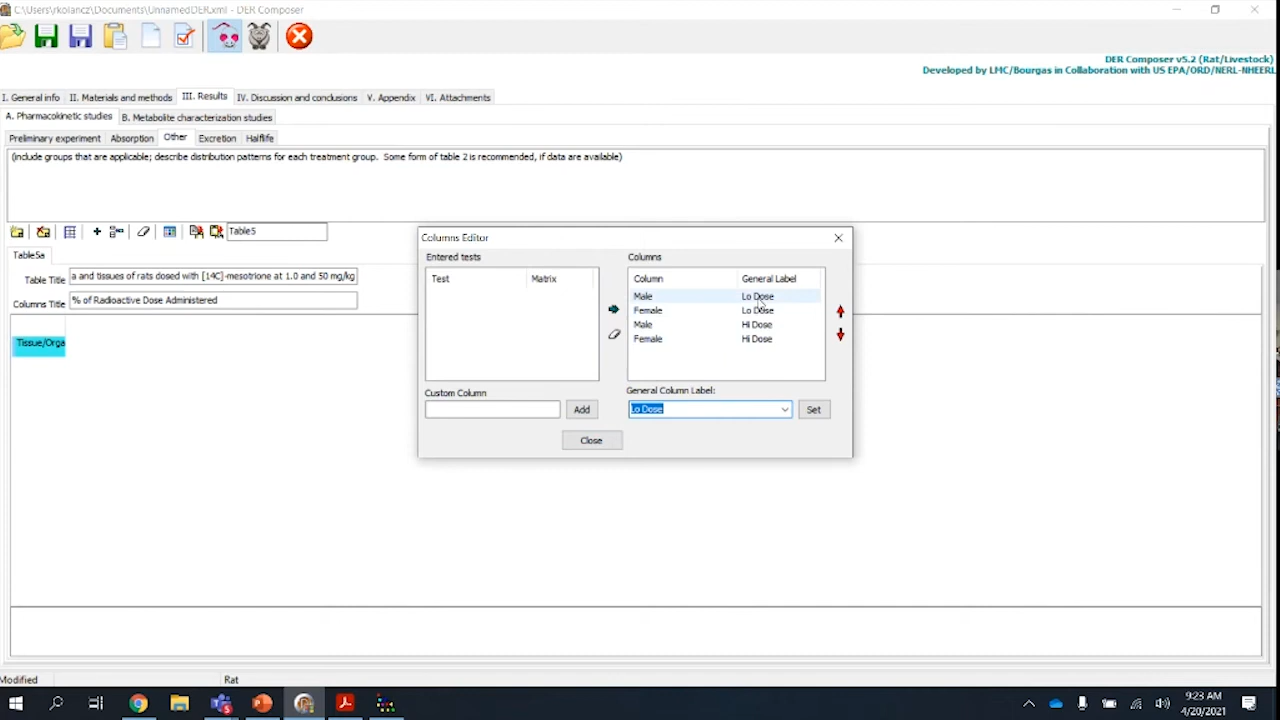 C:\Users\rkolancz\Documents\UnnamedDER.xml - DER Composer
DER Composer v5.2 (Rat/Livestock)
Developed by LMC/Bourgas in Collaboration with US EPA/ORD/NERL-NHEERL
I. General info II. Materials and methods III. Results IV. Discussion and conclusions V. Appendix VI. Attachments
A. Pharmacokinetic studies B. Metabolite characterization studies
Preliminary experiment Absorption Other Excretion Halflife
(include groups that are applicable; describe distribution patterns for each treatment group. Some form of table 2 is recommended, if data are available)
Table5
Table5a
Table Title a and tissues of rats dosed with [14C]-mesotrione at 1.0 and 50 mg/kg
Columns Title % of Radioactive Dose Administered
Tissue/Orga
Columns Editor
Entered tests Columns
Test Matrix Column General Label
Male Lo Dose
Female Lo Dose
Male Hi Dose
Female Hi Dose
Custom Column General Column Label:
Add Lo Dose Set
Close
Modified Rat
9:23 AM
4/20/2021